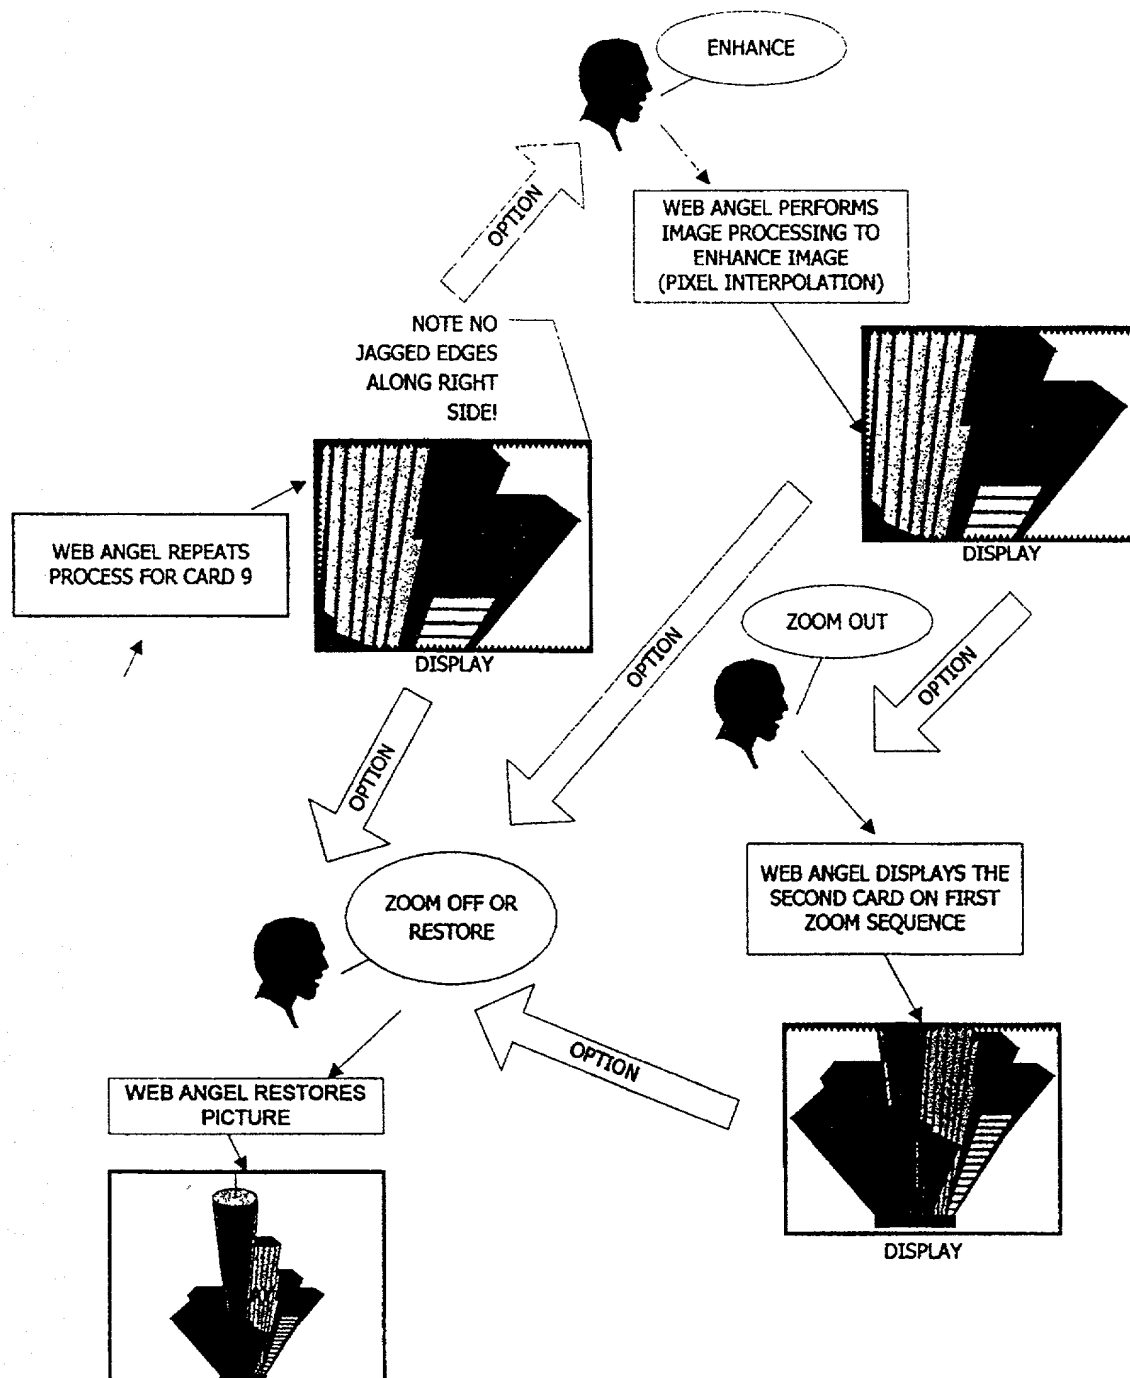 ENHANCE
OPTION
WEB ANGEL PERFORMS
IMAGE PROCESSING TO
ENHANCE IMAGE
(PIXEL INTERPOLATION)
NOTE NO
JAGGED EDGES
ALONG RIGHT
SIDE!
WEB ANGEL REPEATS
PROCESS FOR CARD 9
DISPLAY
DISPLAY
ZOOM OUT
OPTION
OPTION
OPTION
ZOOM OFF OR
RESTORE
WEB ANGEL DISPLAYS THE
SECOND CARD ON FIRST
ZOOM SEQUENCE
OPTION
WEB ANGEL RESTORES
PICTURE
DISPLAY